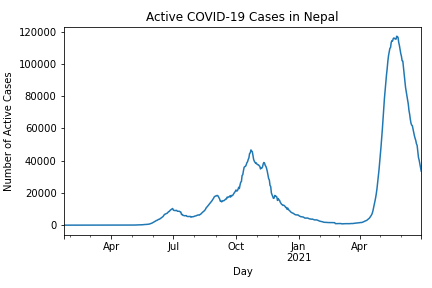 Active COVID-19 Cases in Nepal
120000
100000
80000
60000
40000
20000
0
Number of Active Cases
Apr Jul Oct Jan Apr
2021
Day